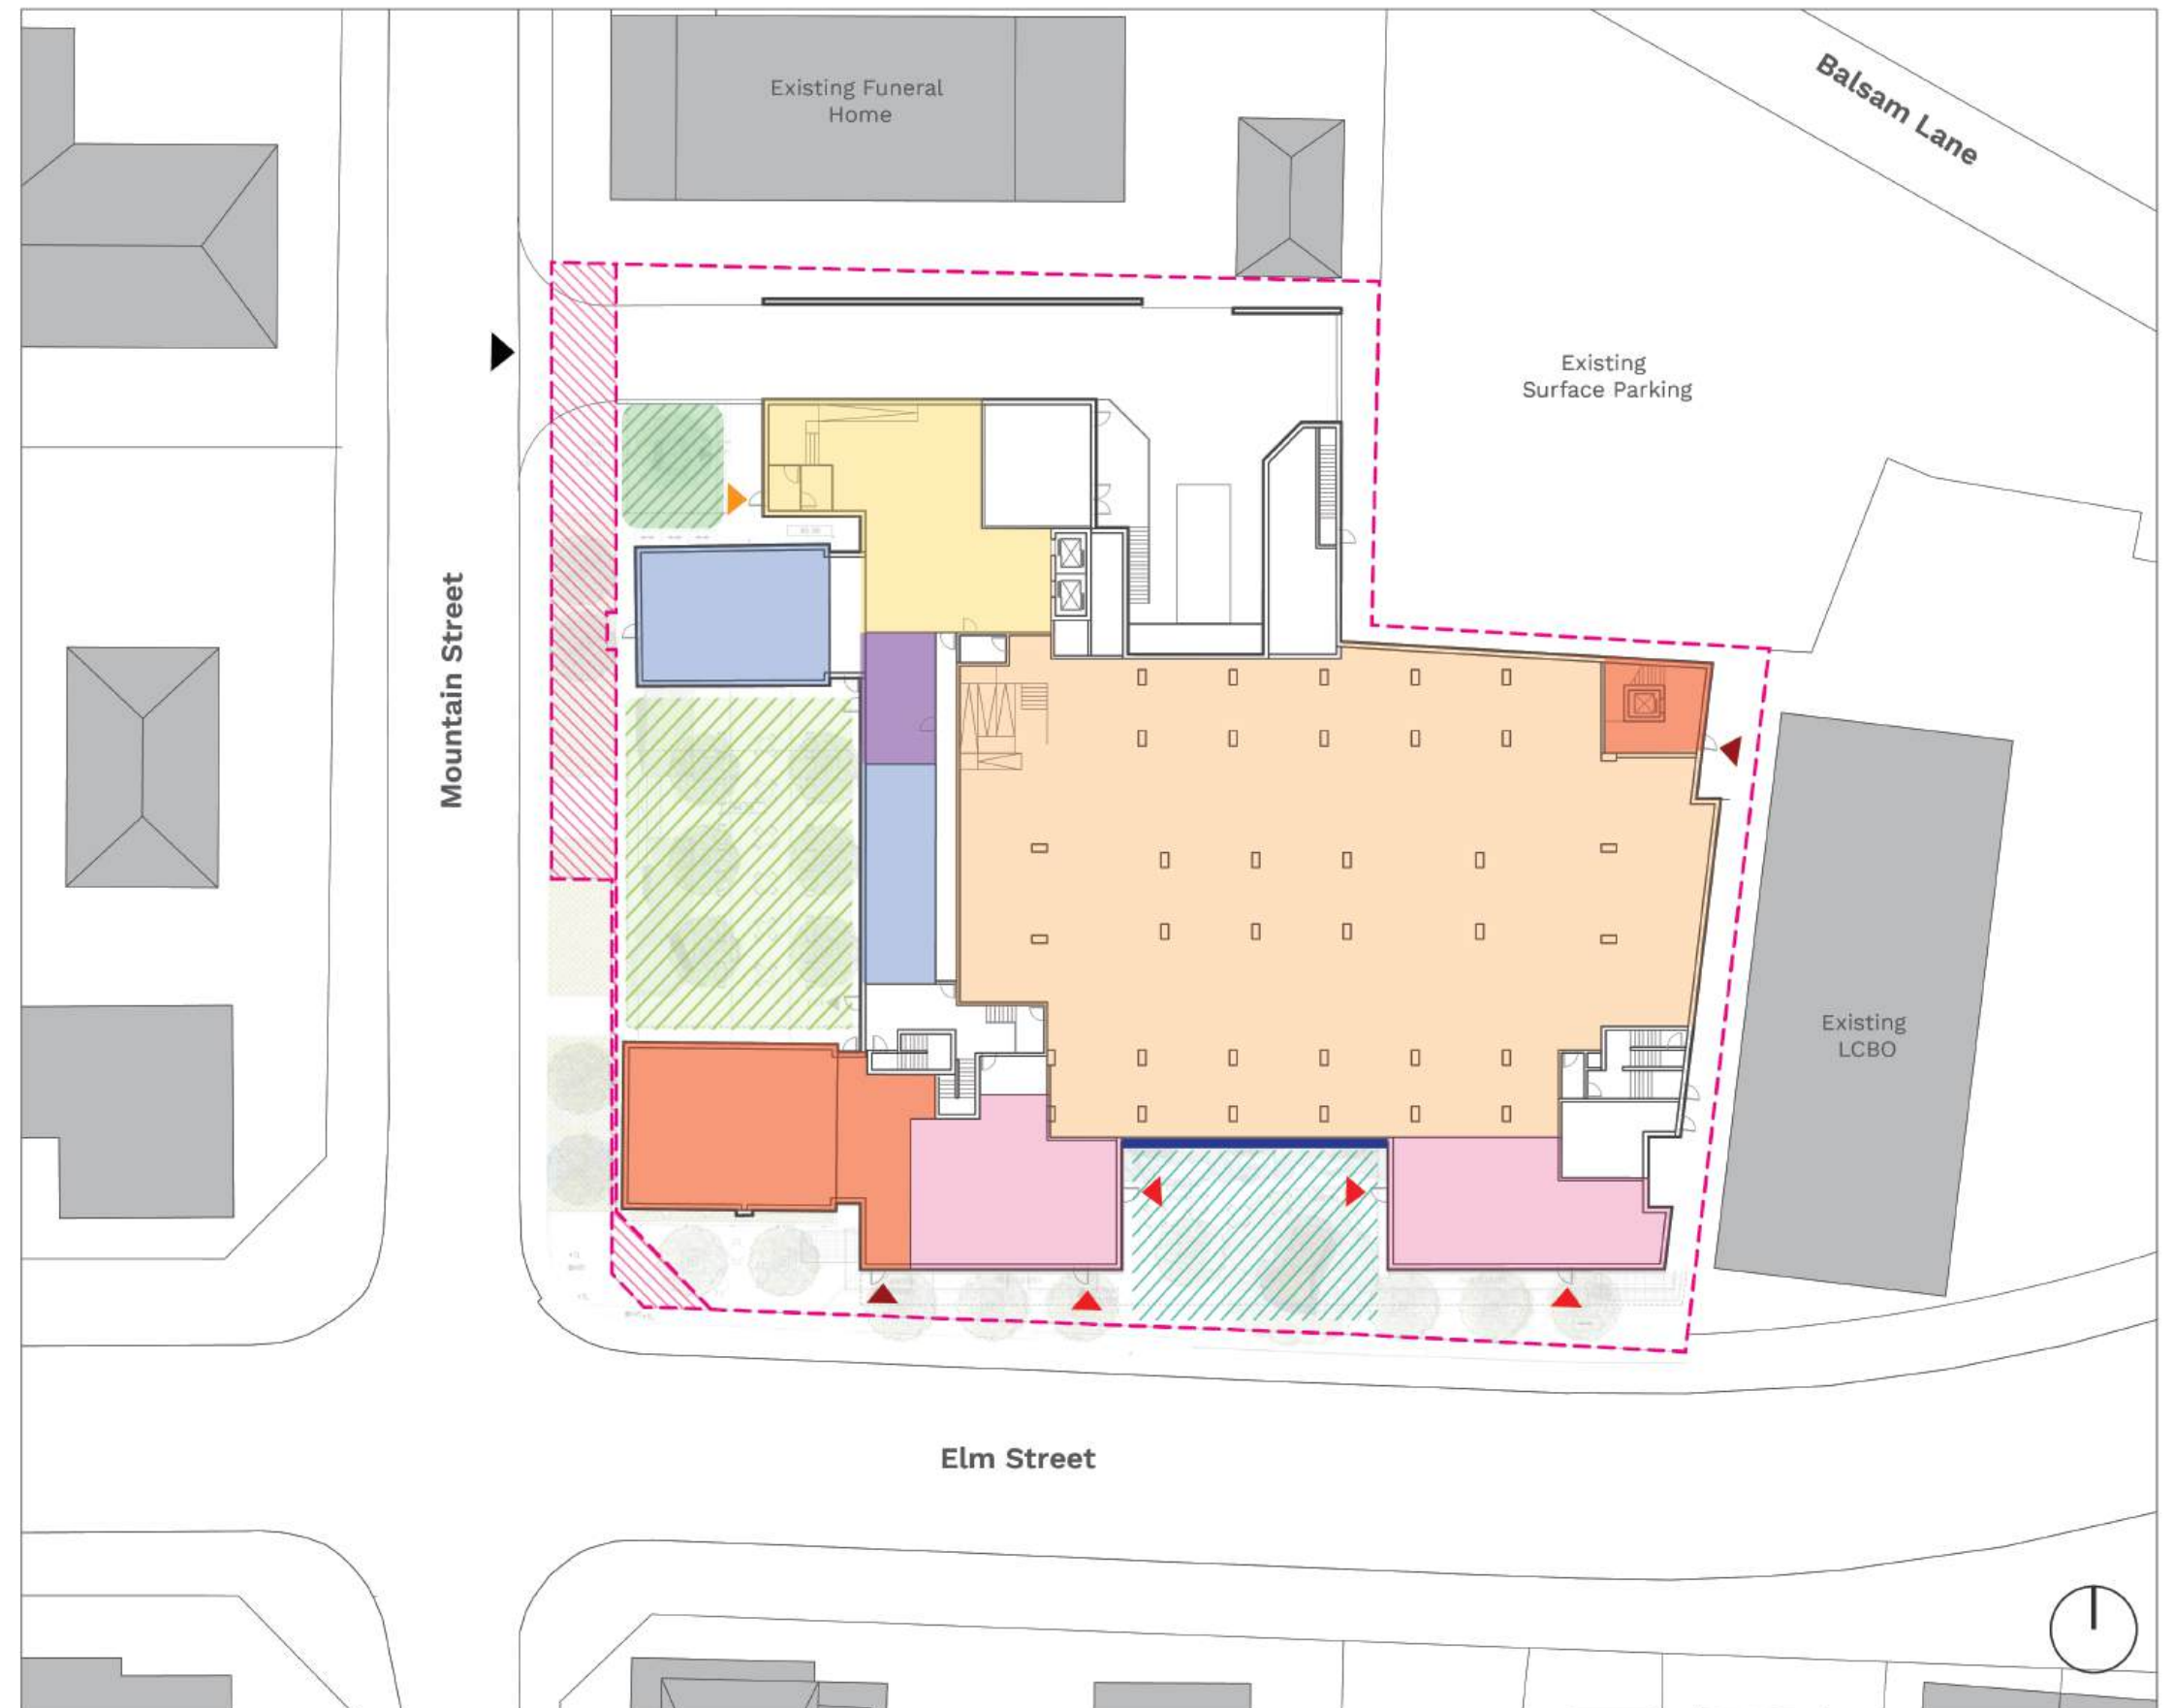 Existing Funeral
Home
Balsam Lane
Existing
Surface Parking
Mountain Street
Existing
LCBO
Elm Street